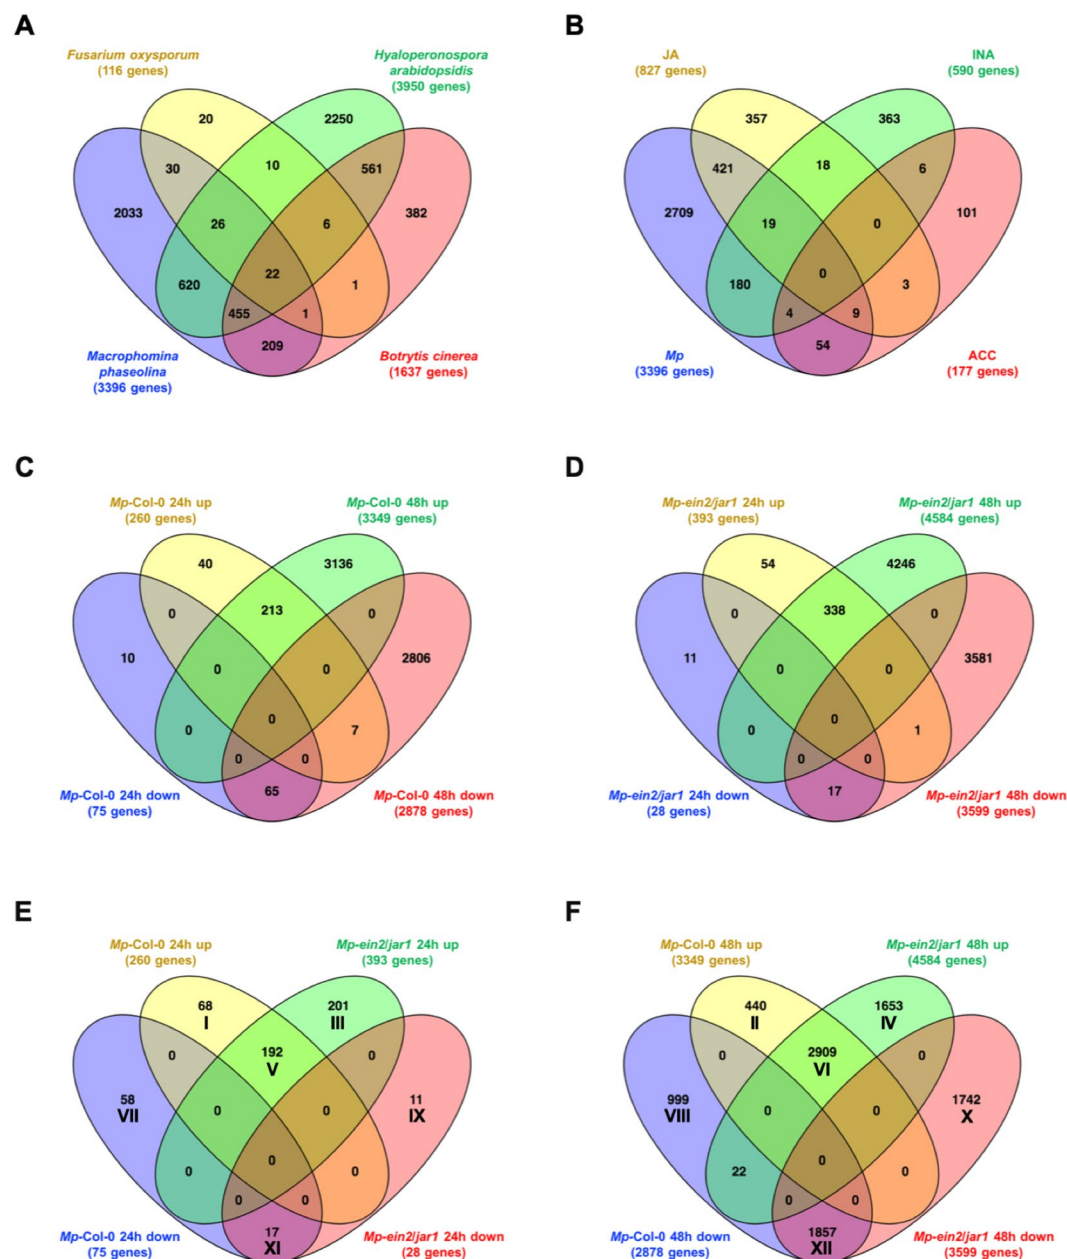 A
B
Fusarium oxysporum
(116 genes)
Hyaloperonospora
arabidopsidis
(3950 genes)
JA
(827 genes)
INA
(590 genes)
20
2250
30
10
561
2033
26
6
382
620
22
1
455
1
209
Macrophomina
phaseolina
(3396 genes)
Botrytis cinerea
(1637 genes)
357
363
421
18
6
2709
19
0
101
180
0
3
4
9
54
Mp
(3396 genes)
ACC
(177 genes)
C
D
Mp-Col-0 24h up
(260 genes)
Mp-Col-0 48h up
(3349 genes)
40
3136
0
213
0
10
0
0
2806
0
0
7
0
0
65
Mp-Col-0 24h down
(75 genes)
Mp-Col-0 48h down
(2878 genes)
Mp-ein2/jar1 24h up
(393 genes)
Mp-ein2/jar1 48h up
(4584 genes)
54
4246
0
338
0
11
0
0
3581
0
0
1
0
0
17
Mp-ein2/jar1 24h down
(28 genes)
Mp-ein2/jar1 48h down
(3599 genes)
E
F
Mp-Col-0 24h up
(260 genes)
Mp-ein2/jar1 24h up
(393 genes)
68
I
201
III
0
192
V
0
58
VII
0
0
11
IX
0
0
0
0
0
17
XI
Mp-Col-0 24h down
(75 genes)
Mp-ein2/jar1 24h down
(28 genes)
Mp-Col-0 48h up
(3349 genes)
Mp-ein2/jar1 48h up
(4584 genes)
440
II
1653
IV
0
2909
VI
0
999
VIII
0
0
1742
X
22
0
0
0
0
1857
XII
Mp-Col-0 48h down
(2878 genes)
Mp-ein2/jar1 48h down
(3599 genes)